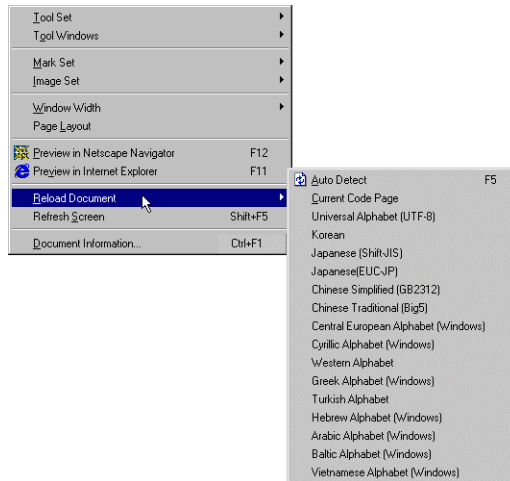 Tool Set
Tool Windows
Mark Set
Image Set
Window Width
Page Layout
Preview in Netscape Navigator F12
Preview in Internet Explorer F11
Reload Document
Refresh Screen Shift+F5
Document Information... Ctrl+F1
Auto Detect F5
Current Code Page
Universal Alphabet (UTF-8)
Korean
Japanese (Shift-JIS)
Japanese(EUC-JP)
Chinese Simplified (GB2312)
Chinese Traditional (Big5)
Central European Alphabet (Windows)
Cyrillic Alphabet (Windows)
Western Alphabet
Greek Alphabet (Windows)
Turkish Alphabet
Hebrew Alphabet (Windows)
Arabic Alphabet (Windows)
Baltic Alphabet (Windows)
Vietnamese Alphabet (Windows)